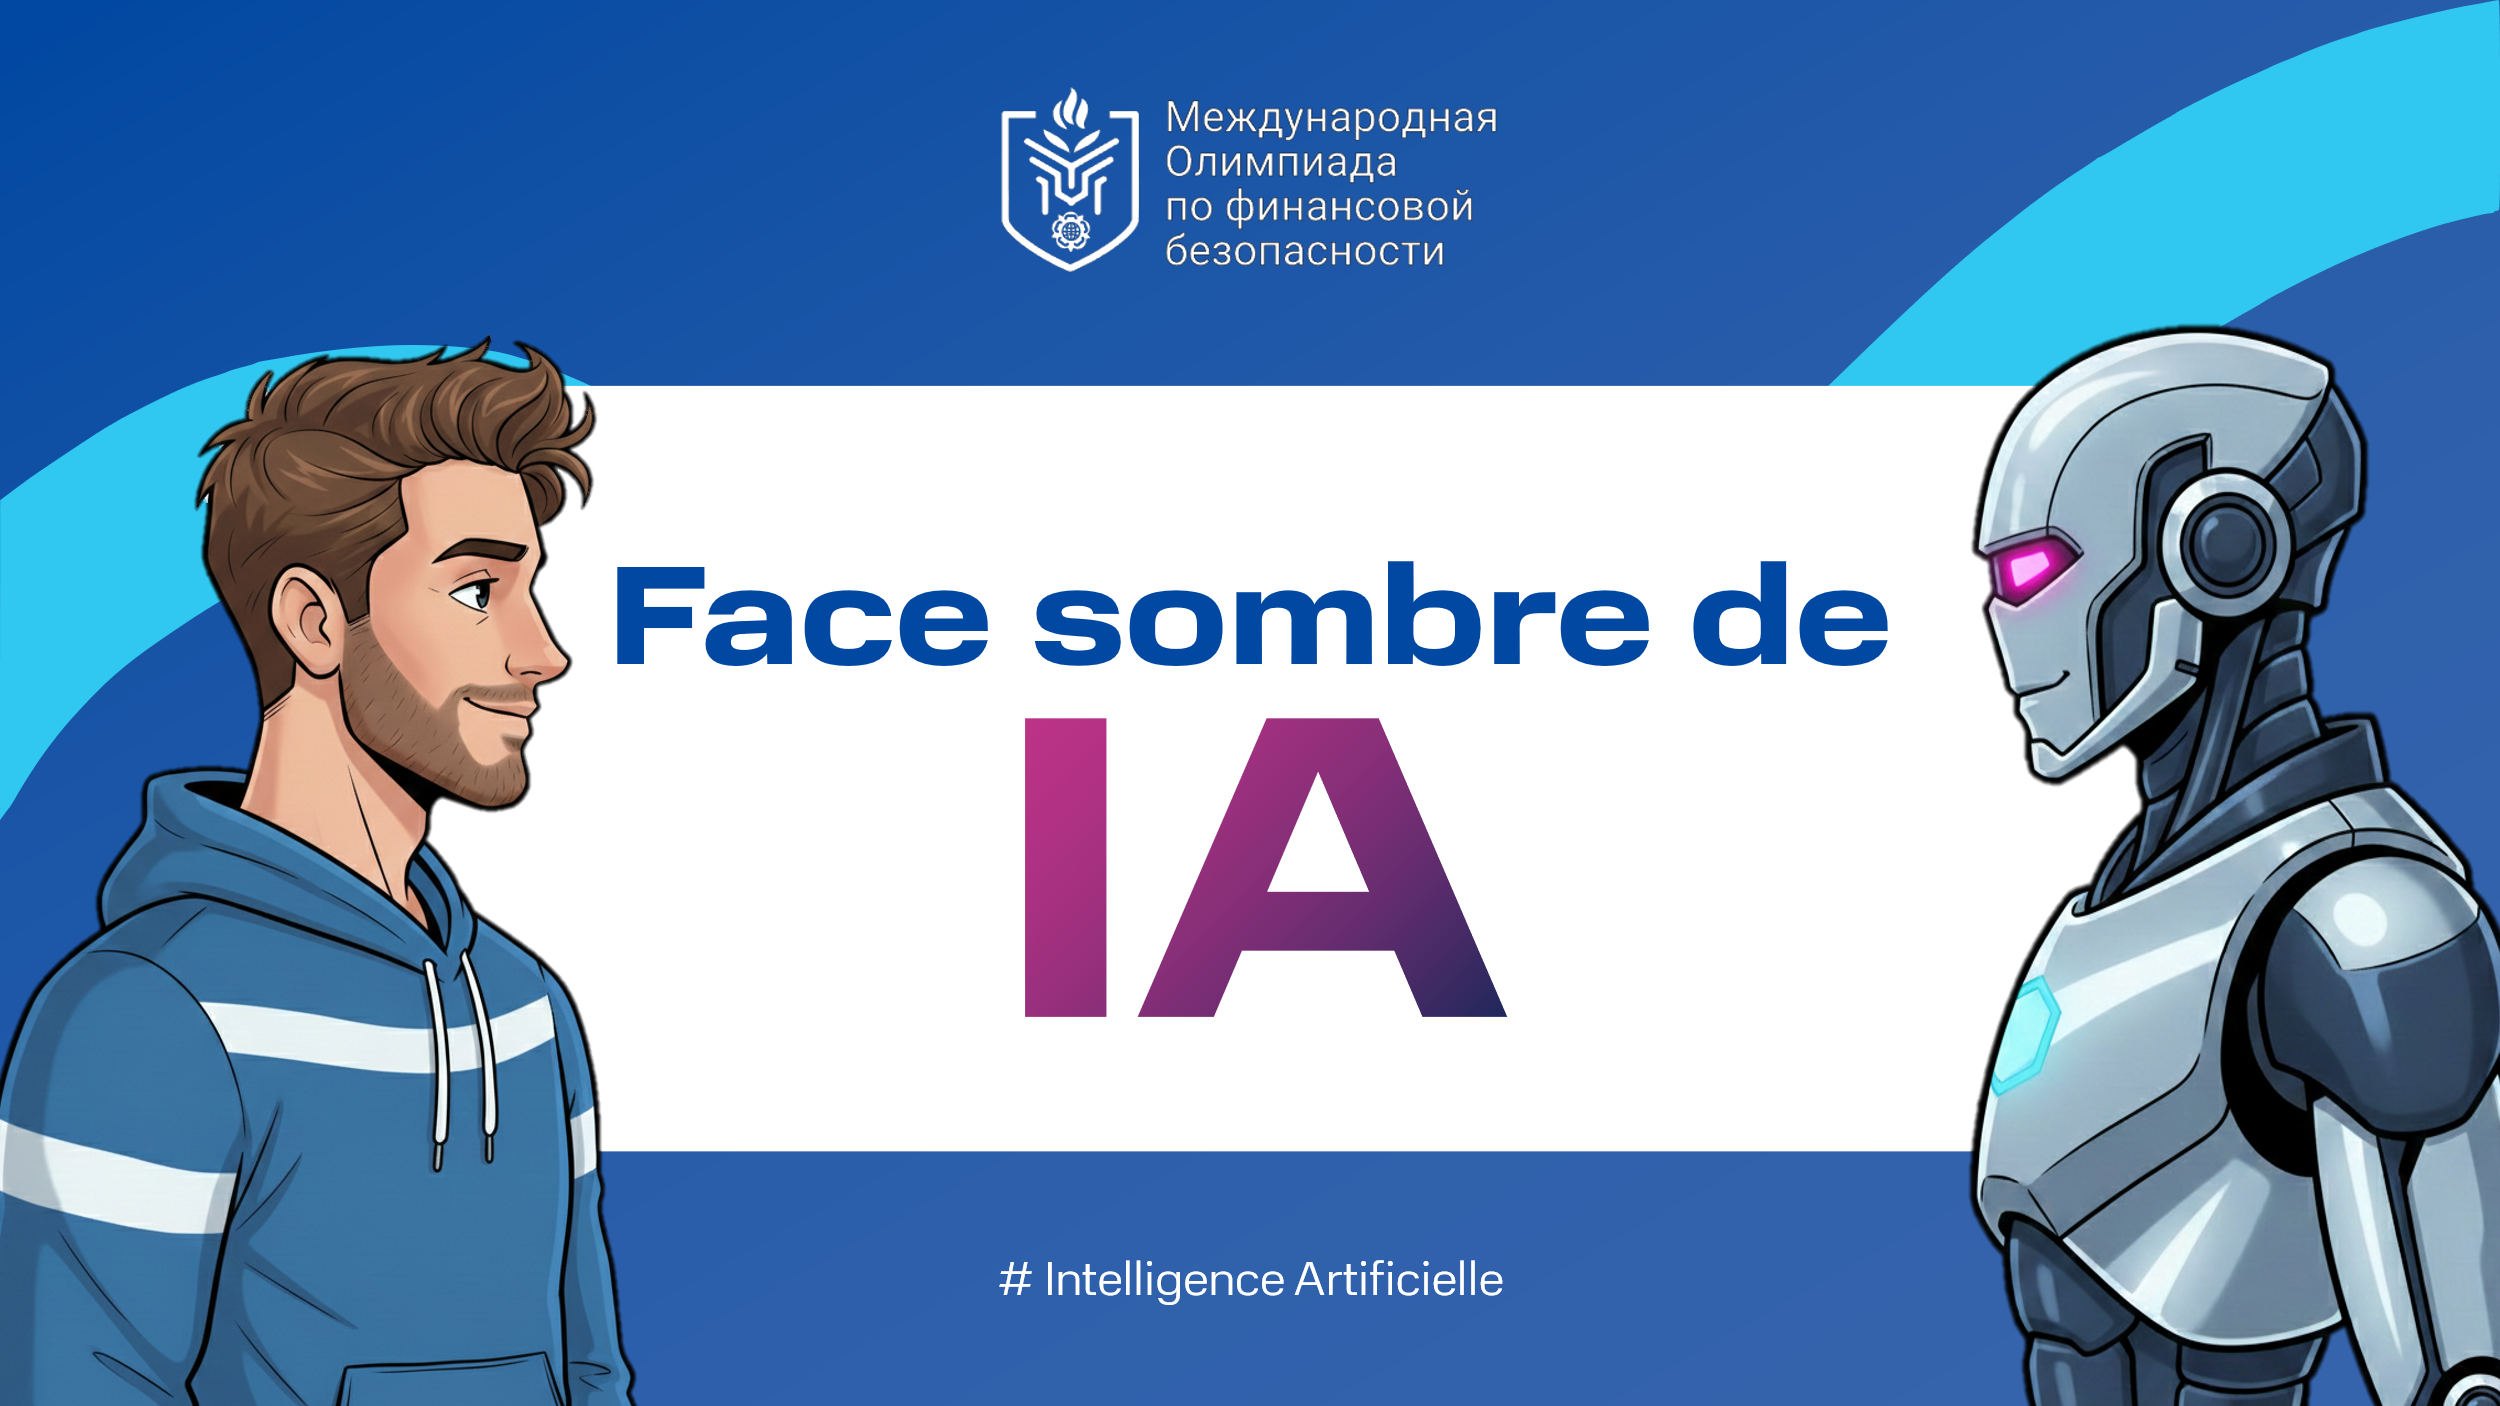 Международная
Олимпиада
по финансовой
безопасности
Face sombre de
IA
# Intelligence Artificielle